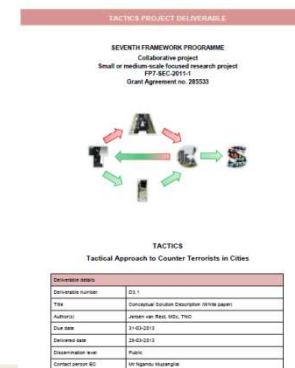 TACTICS PROJECT DELIVERABLE
SEVENTH FRAMEWORK PROGRAMME
Collaborative project
Small or medium-scale focused research project
FP7-SEC-2011-1
Grant Agreement no. 285533
T A C S
I
TACTICS
Tactical Approach to Counter Terrorists in Cities
Deliverable details
Deliverable number D3.1
Title Conceptual Solution Description (White paper)
Author(s) Jeroen van Rest, MSc, TNO
Due date 31-03-2013
Delivered date 29-03-2013
Dissemination level Public
Contact person EC Mr Ngandu Mupangilaï